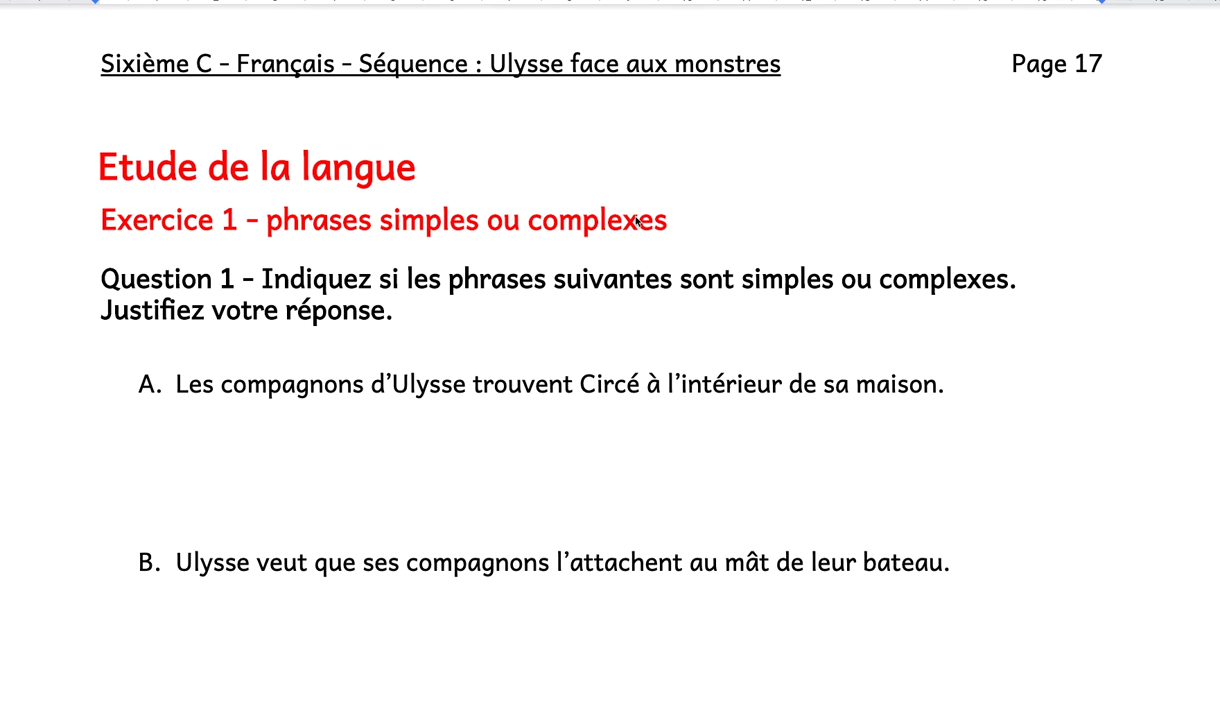 Sixième C - Français - Séquence : Ulysse face aux monstres Page 17
Etude de la langue
Exercice 1 - phrases simples ou complexes
Question 1 - Indiquez si les phrases suivantes sont simples ou complexes.
Justifiez votre réponse.
A. Les compagnons d’Ulysse trouvent Circé à l’intérieur de sa maison.
B. Ulysse veut que ses compagnons l’attachent au mât de leur bateau.